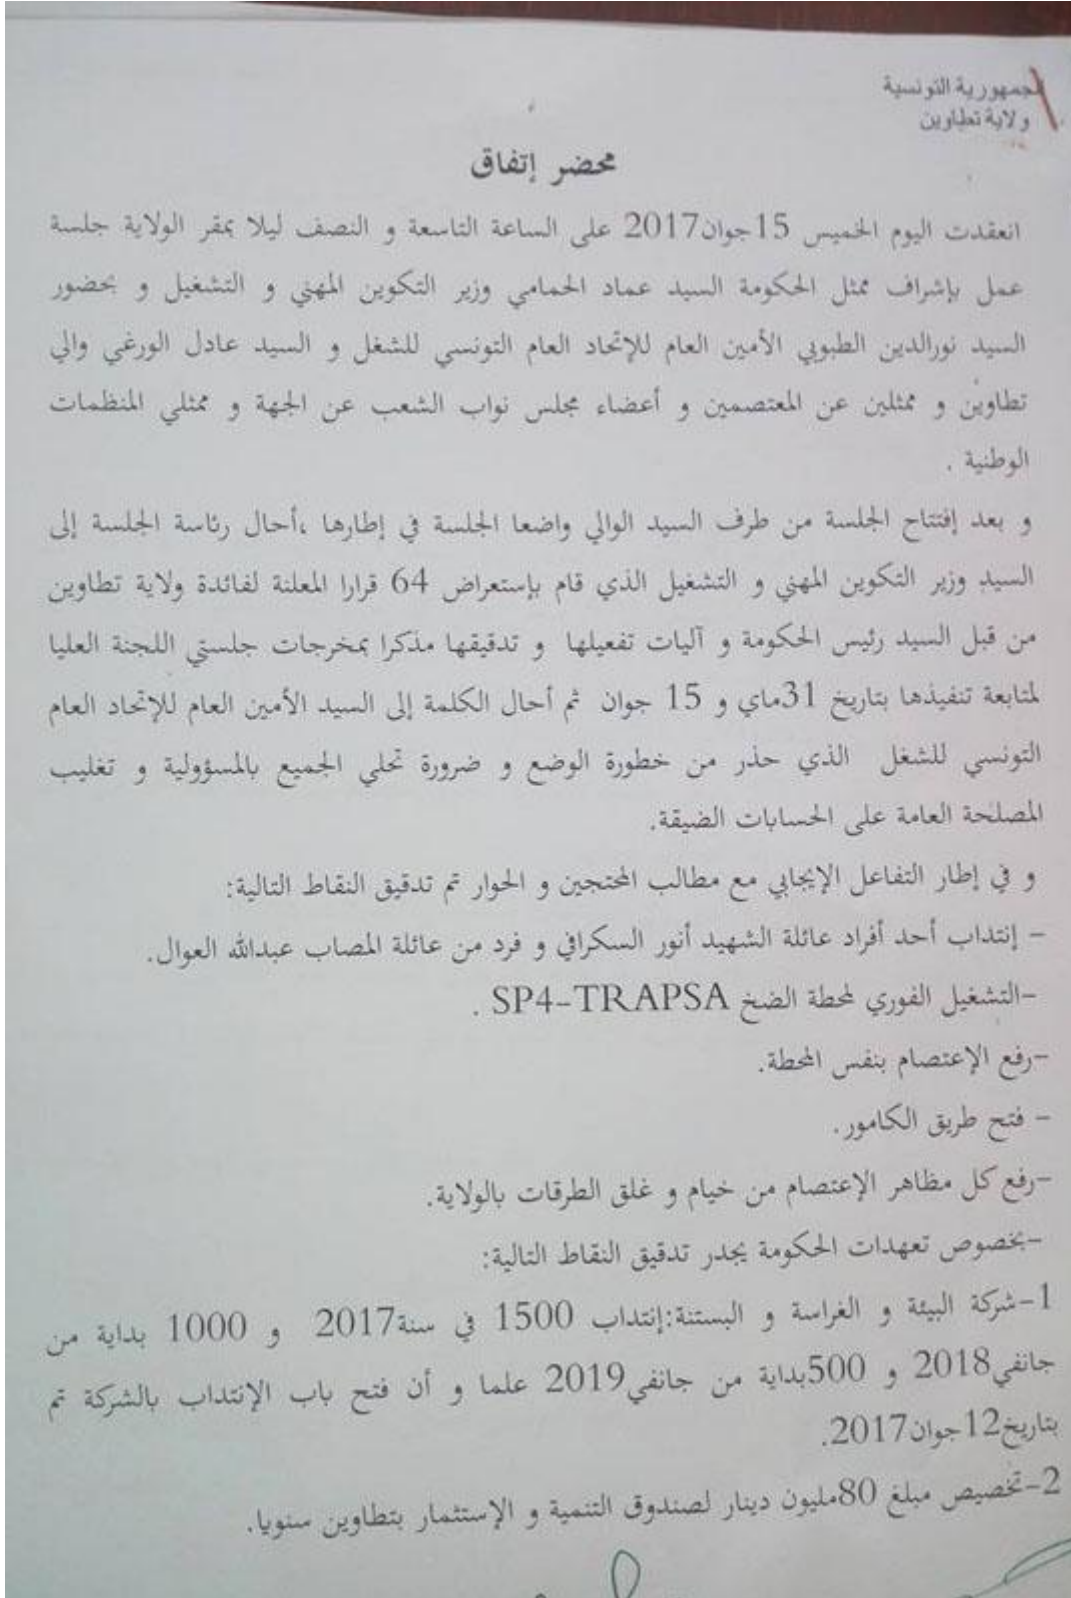 الجمهورية التونسية
ولاية تطاوين
محضر إتفاق
انعقدت اليوم الخميس 15جوان2017 على الساعة التاسعة و النصف ليلا بمقر الولاية جلسة
عمل بإشراف ممثل الحكومة السيد عماد الحمامي وزير التكوين المهني و التشغيل و بحضور
السيد نورالدين الطبوبي الأمين العام للإتحاد العام التونسي للشغل و السيد عادل الورغي والي
تطاوين و ممثلين عن المعتصمين و أعضاء مجلس نواب الشعب عن الجهة و ممثلي المنظمات
الوطنية .
و بعد إفتتاح الجلسة من طرف السيد الوالي واضعا الجلسة في إطارها ،أحال رئاسة الجلسة إلى
السيد وزير التكوين المهني و التشغيل الذي قام بإستعراض 64 قرارا المعلنة لفائدة ولاية تطاوين
من قبل السيد رئيس الحكومة و آليات تفعيلها و تدقيقها مذكرا بمخرجات جلستي اللجنة العليا
لمتابعة تنفيذها بتاريخ 31ماي و 15 جوان ثم أحال الكلمة إلى السيد الأمين العام للإتحاد العام
التونسي للشغل الذي حذر من خطورة الوضع و ضرورة تحلي الجميع بالمسؤولية و تغليب
المصلحة العامة على الحسابات الضيقة.
و في إطار التفاعل الإيجابي مع مطالب المحتجين و الحوار تم تدقيق النقاط التالية:
- إنتداب أحد أفراد عائلة الشهيد أنور السكرافي و فرد من عائلة المصاب عبدالله العوال.
-التشغيل الفوري لمحطة الضخ SP4-TRAPSA .
-رفع الإعتصام بنفس المحطة.
- فتح طريق الكامور.
-رفع كل مظاهر الإعتصام من خيام و غلق الطرقات بالولاية.
-بخصوص تعهدات الحكومة يجدر تدقيق النقاط التالية:
1-شركة البيئة و الغراسة و البستنة:إنتداب 1500 في سنة2017 و 1000 بداية من
جانفي2018 و 500بداية من جانفي2019 علما و أن فتح باب الإنتداب بالشركة تم
بتاريخ12جوان2017.
2-تخصيص مبلغ 80مليون دينار لصندوق التنمية و الإستثمار بتطاوين سنويا.